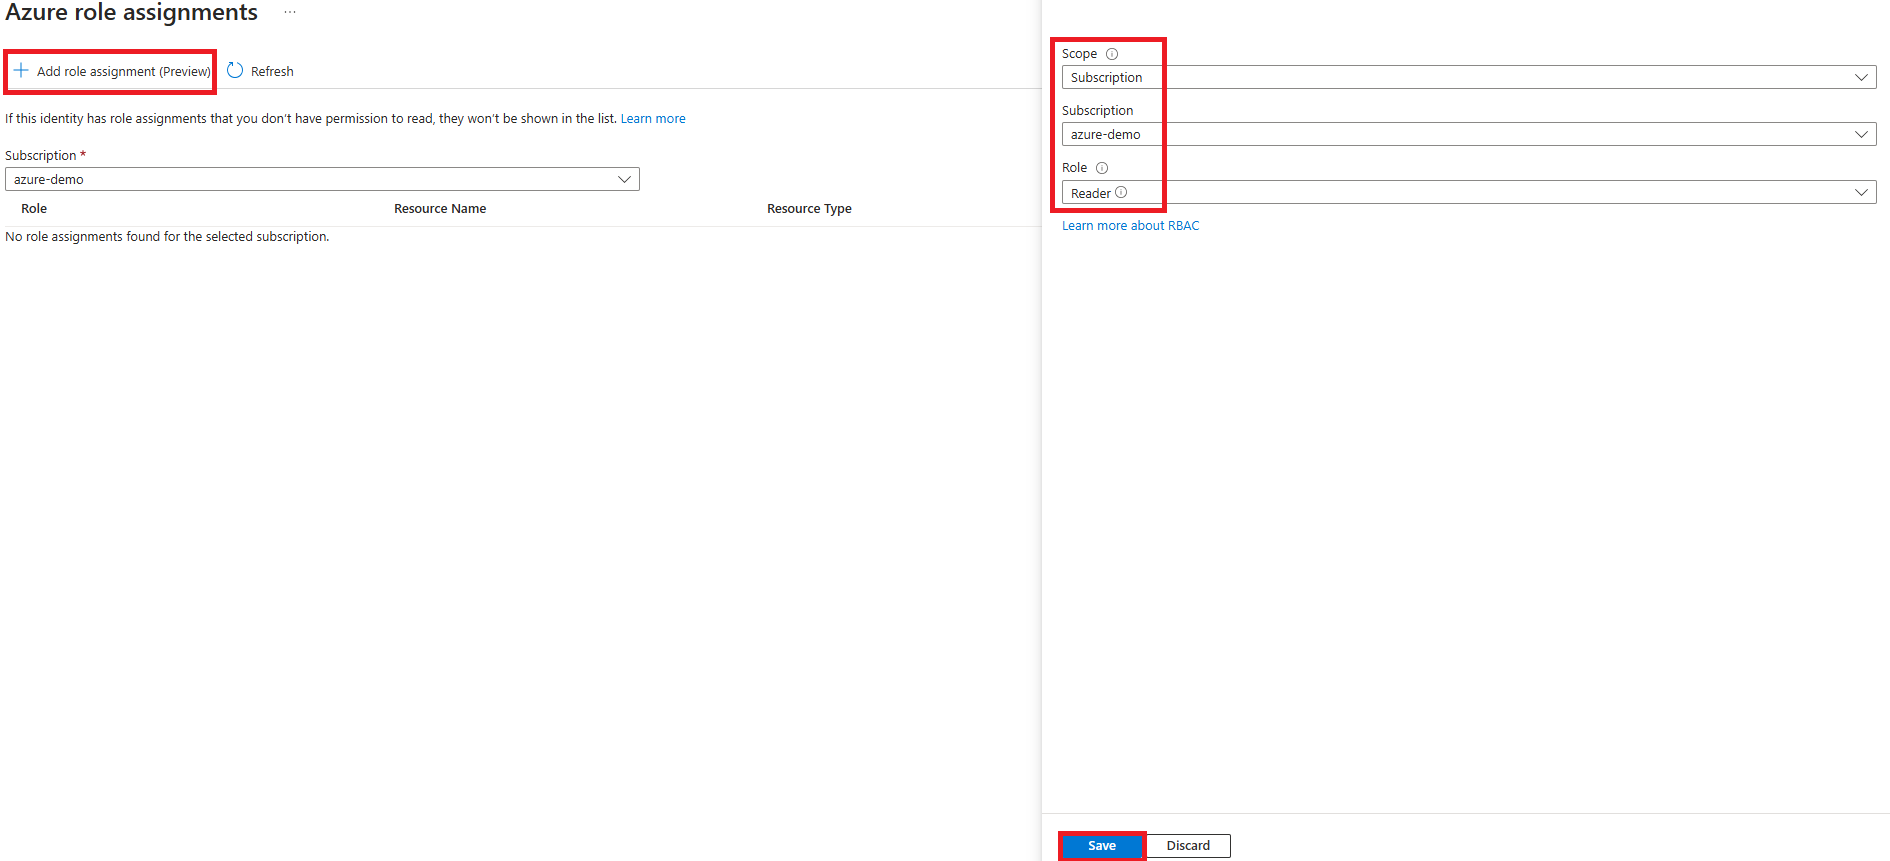 Azure role assignments ...
Add role assignment (Preview) Refresh
If this identity has role assignments that you don't have permission to read, they won't be shown in the list. Learn more
Subscription *
azure-demo
Role Resource Name Resource Type
No role assignments found for the selected subscription.
Scope
Subscription
Subscription
azure-demo
Role
Reader
Learn more about RBAC
Save Discard